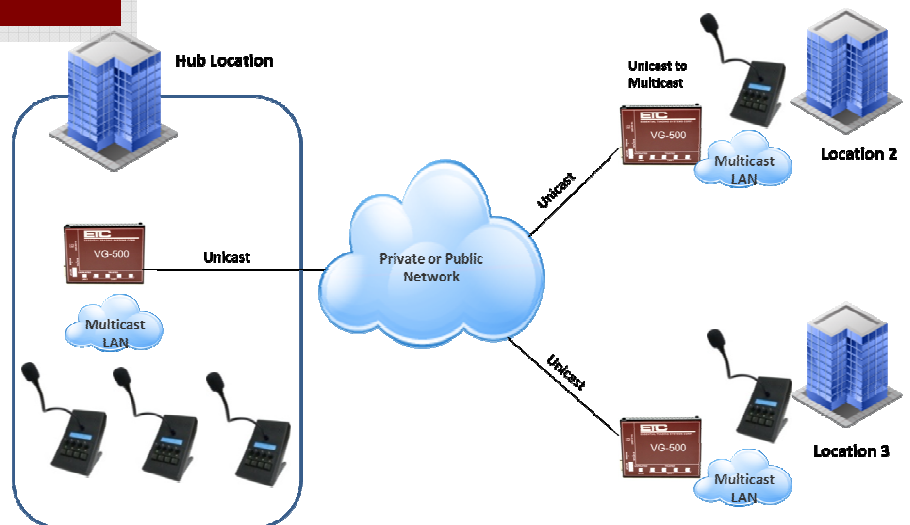 Hub Location
ETC
VG-500
Multicast
LAN
Unicast
Private or Public
Network
Unicast
Unicast
Unicast to
Multicast
ETC
VG-500
Multicast
LAN
Location 2
ETC
VG-500
Multicast
LAN
Location 3